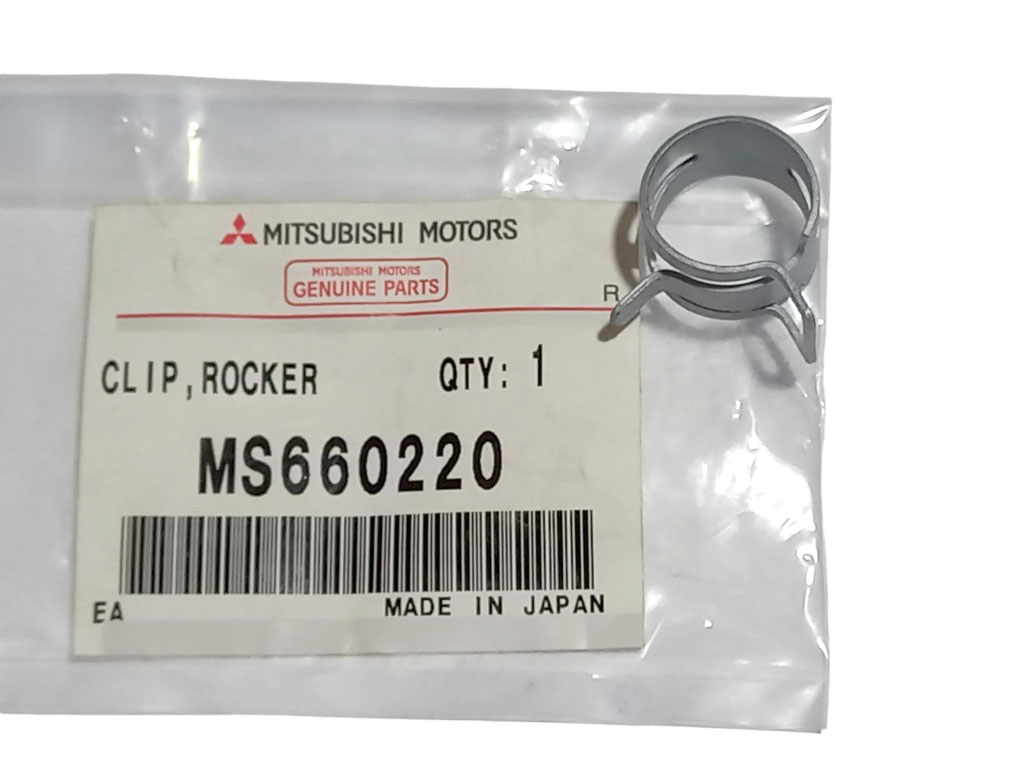 MITSUBISHI MOTORS
MITSUBISHI MOTORS
GENUINE PARTS
R
CLIP,ROCKER QTY: 1
MS660220
EA MADE IN JAPAN